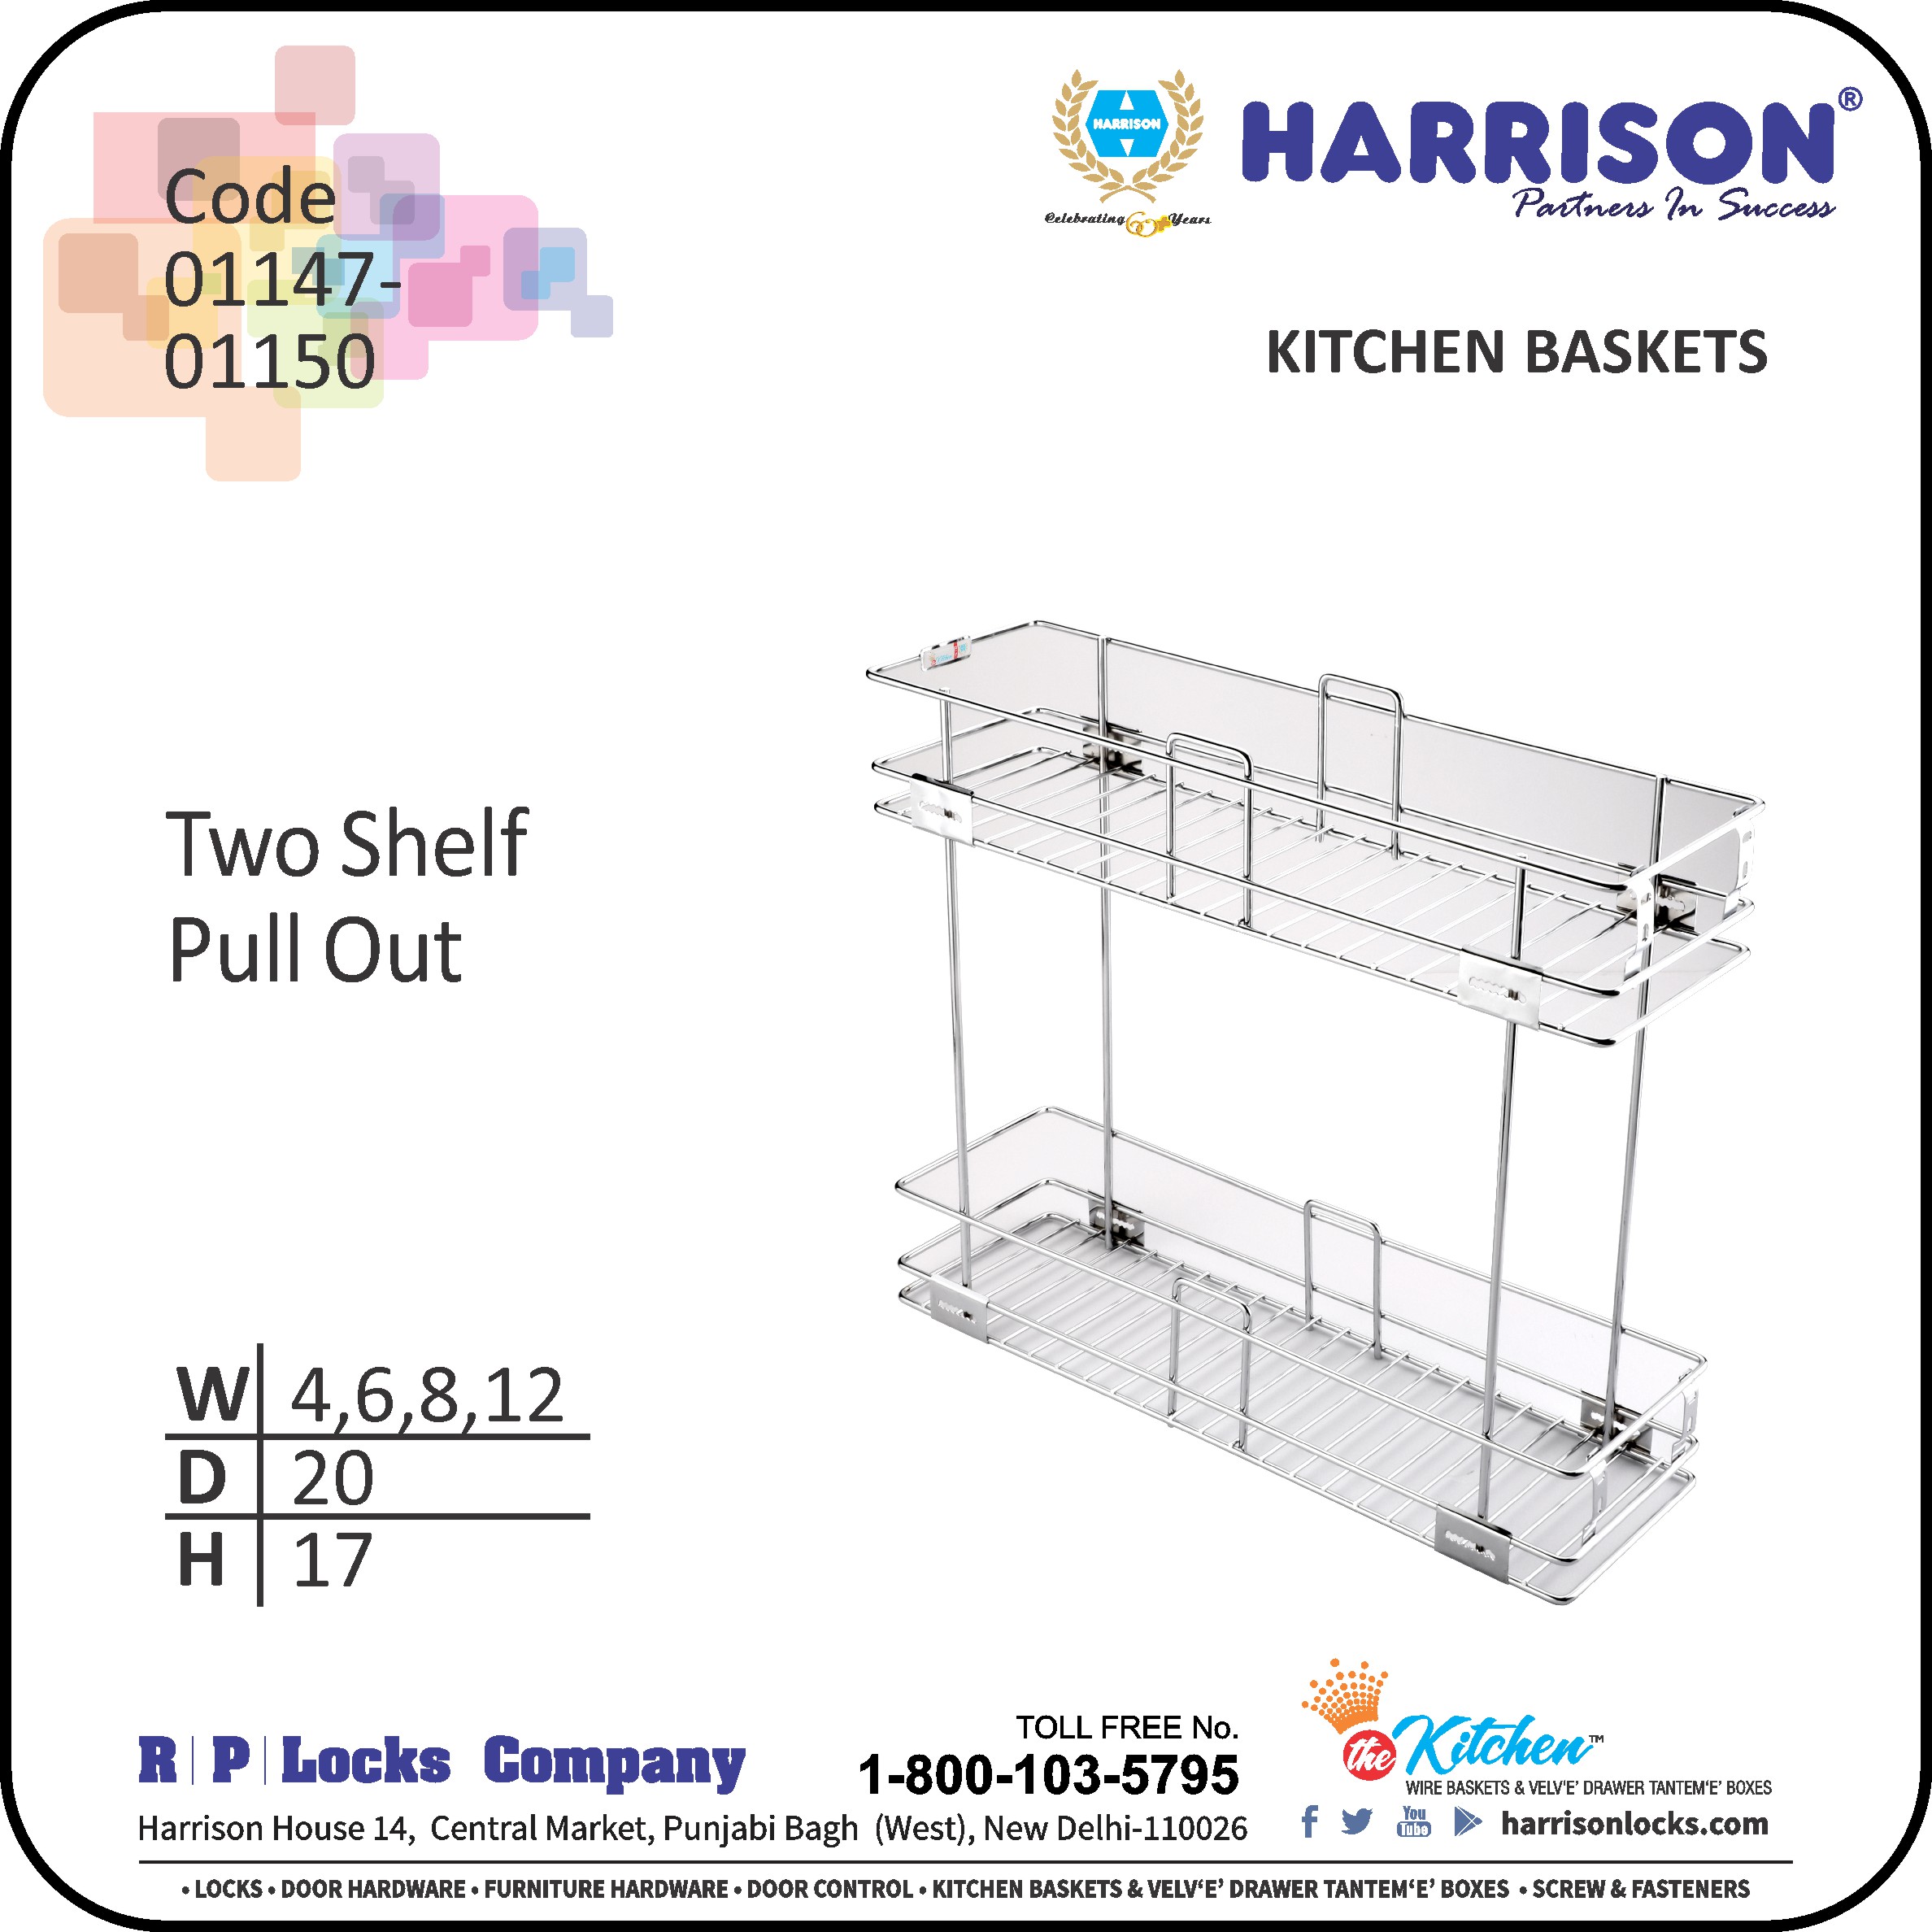 Code
01147-
01150
HARRISON
Celebrating 60+ Years
HARRISON®
Partners In Success
KITCHEN BASKETS
Two Shelf
Pull Out
W 4,6,8,12
D 20
H 17
R P Locks Company
TOLL FREE No.
1-800-103-5795
Harrison House 14, Central Market, Punjabi Bagh (West), New Delhi-110026
the Kitchen™
WIRE BASKETS & VELV'E' DRAWER TANTEM'E' BOXES
f You Tube harrisonlocks.com
• LOCKS • DOOR HARDWARE • FURNITURE HARDWARE • DOOR CONTROL • KITCHEN BASKETS & VELV‘E’ DRAWER TANTEM‘E’ BOXES • SCREW & FASTENERS